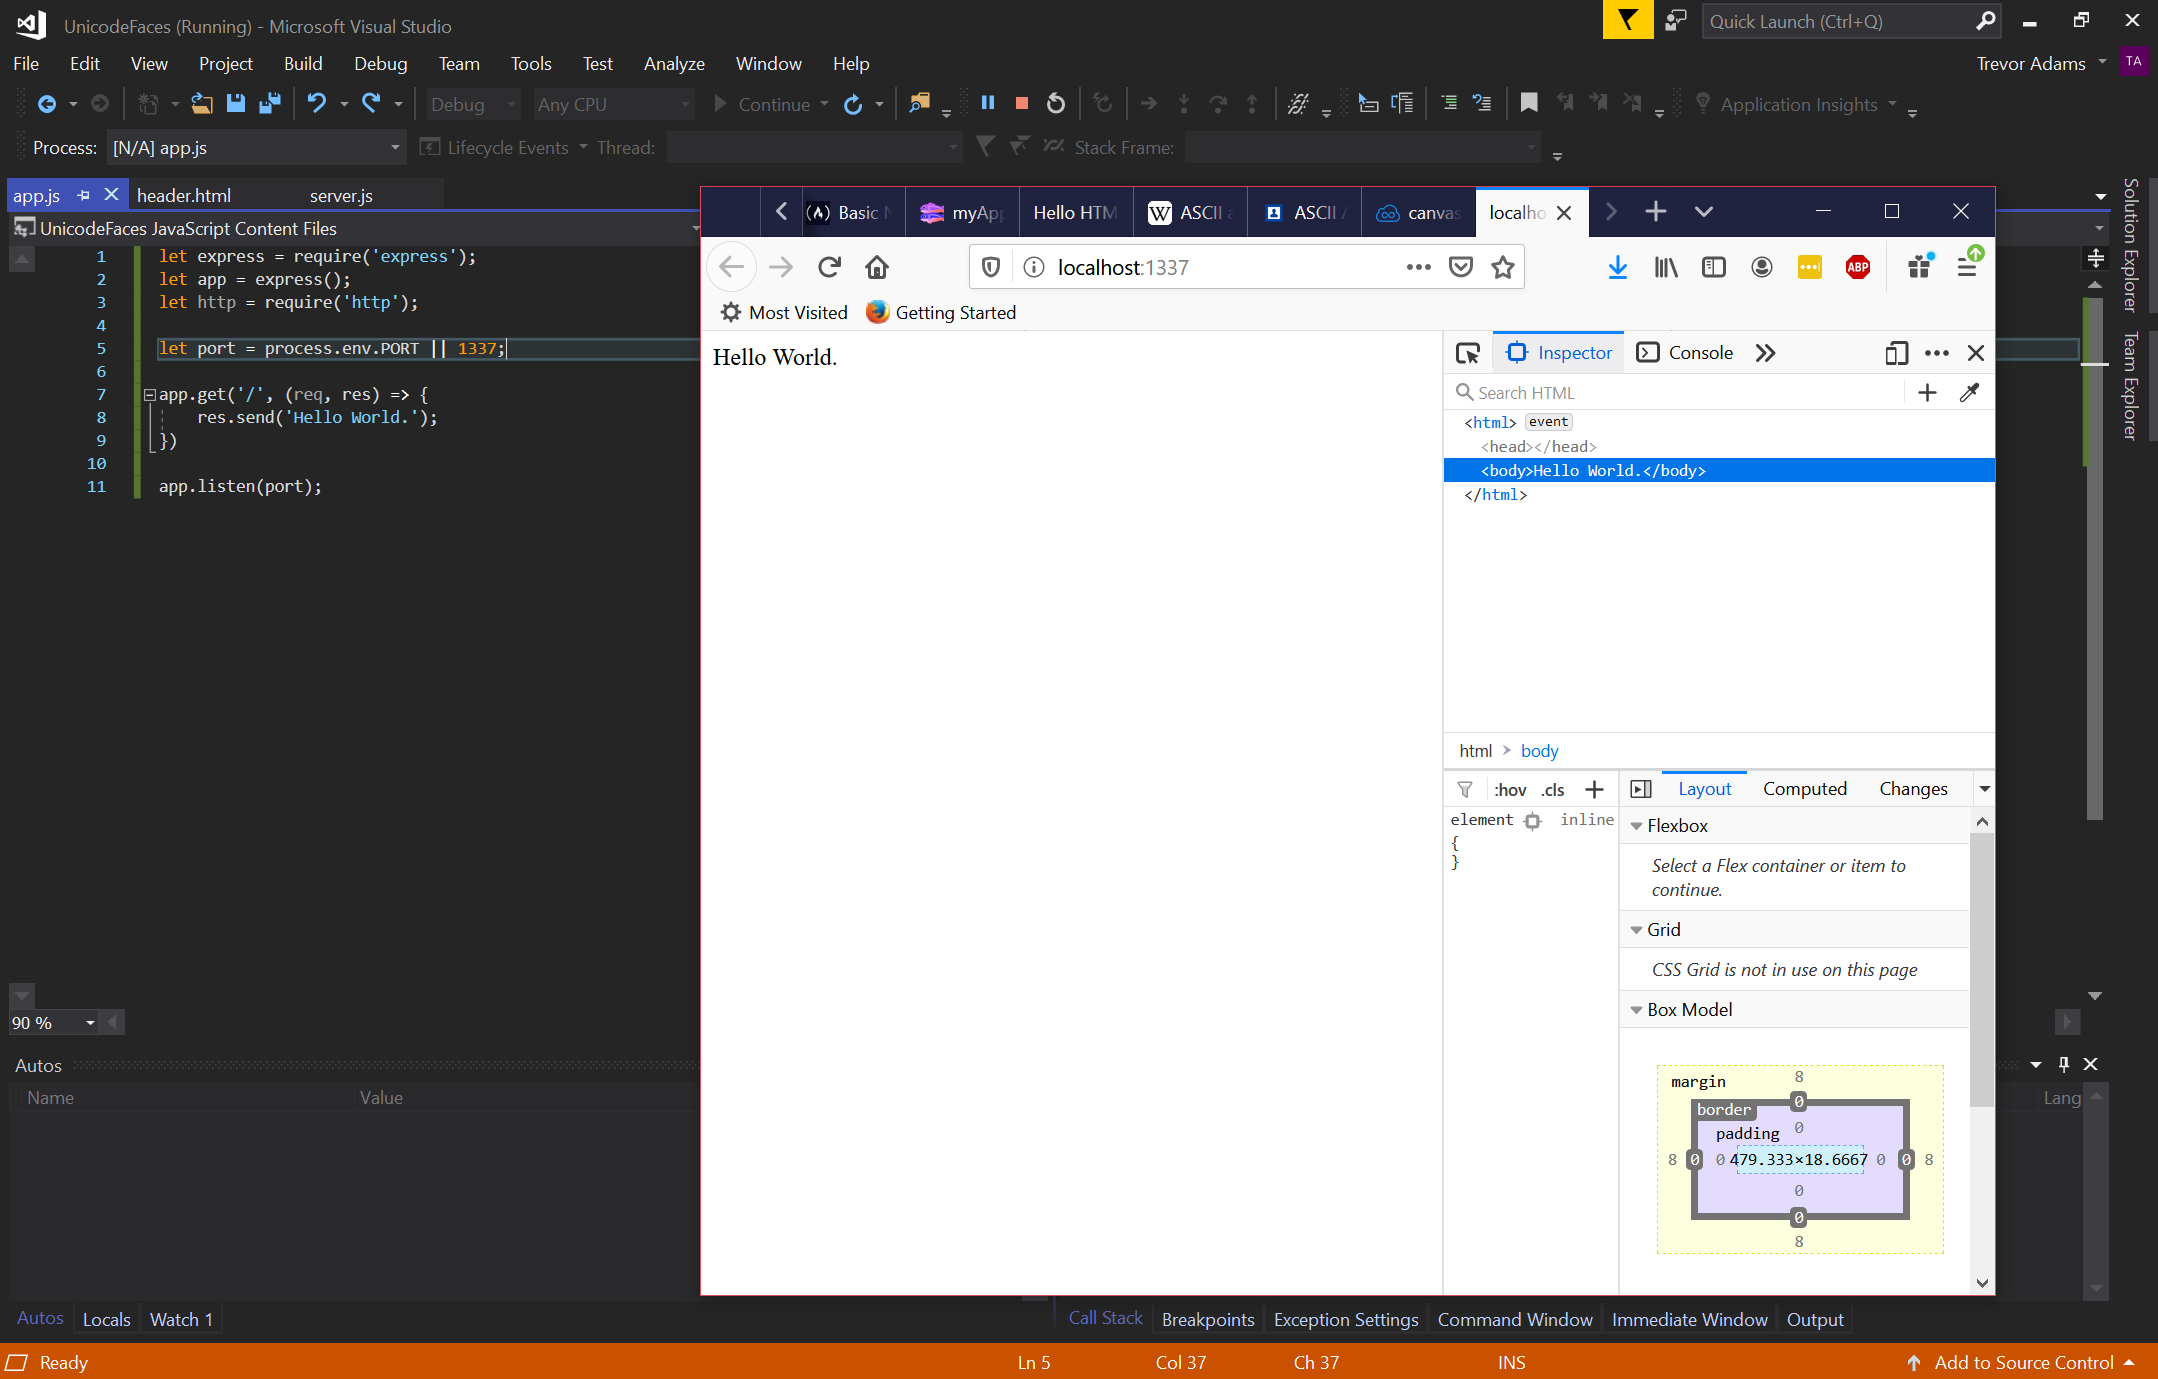 UnicodeFaces (Running) - Microsoft Visual Studio
Quick Launch (Ctrl+Q)
File Edit View Project Build Debug Team Tools Test Analyze Window Help
Trevor Adams TA
Debug Any CPU Continue Application Insights
Process: [N/A] app.js Lifecycle Events Thread: Stack Frame:
app.js header.html server.js
UnicodeFaces JavaScript Content Files
1 let express = require('express');
2 let app = express();
3 let http = require('http');
4
5 let port = process.env.PORT || 1337;
6
7 app.get('/', (req, res) => {
8 res.send('Hello World.');
9 })
10
11 app.listen(port);
90 %
Autos
Name Value
Lang
Autos Locals Watch 1
Call Stack Breakpoints Exception Settings Command Window Immediate Window Output
Ready Ln 5 Col 37 Ch 37 INS Add to Source Control
Solution Explorer
Team Explorer
Basic myApp Hello HTM W ASCII ASCII canvas localho
localhost:1337
ABP
Most Visited Getting Started
Hello World.
Inspector Console
Search HTML
<html> event
<head></head>
<body>Hello World.</body>
</html>
html body
:hov .cls
element inline
{
}
Layout Computed Changes
Flexbox
Select a Flex container or item to
continue.
Grid
CSS Grid is not in use on this page
Box Model
margin 8
border 0
padding 0
8 0 0 479.333×18.6667 0 0 8
0
0
8